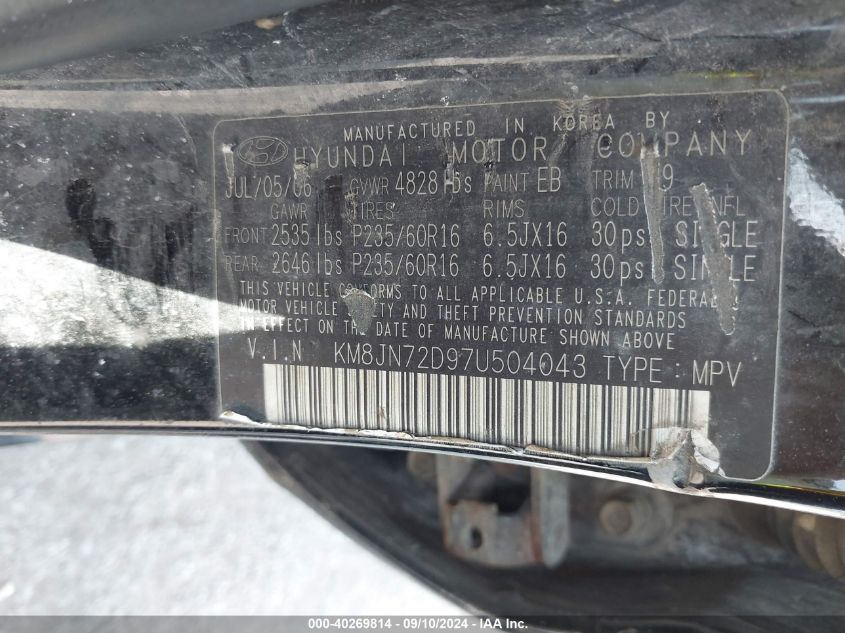 MANUFACTURED IN KOREA BY
HYUNDAI MOTOR COMPANY
JUL/05/06 GVWR 4828 lbs PAINT EB TRIM 9
GAWR TIRES RIMS COLD TIRE INFL
FRONT 2535 lbs P235/60R16 6.5JX16 30psi SINGLE
REAR 2646 lbs P235/60R16 6.5JX16 30psi SINGLE
THIS VEHICLE CONFORMS TO ALL APPLICABLE U.S.A. FEDERAL
MOTOR VEHICLE SAFETY AND THEFT PREVENTION STANDARDS
IN EFFECT ON THE DATE OF MANUFACTURE SHOWN ABOVE
V.I.N KM8JN72D97U504043 TYPE : MPV
000-40269814 - 09/10/2024 - IAA Inc.